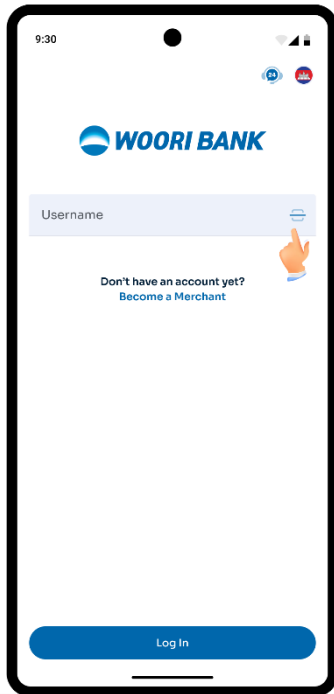 9:30
24
WOORI BANK
Username
Don't have an account yet?
Become a Merchant
Log In